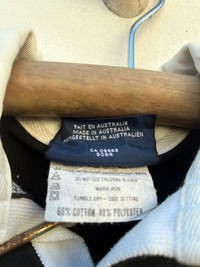 FAIT EN AUSTRALIE
MADE IN AUSTRALIA
HERGESTELLT IN AUSTRALIEN
CA 05553
DO NOT USE CHLORINE BLEACH
WARM IRON
TUMBLE DRY - COOL SETTING
60% COTTON 40% POLYESTER